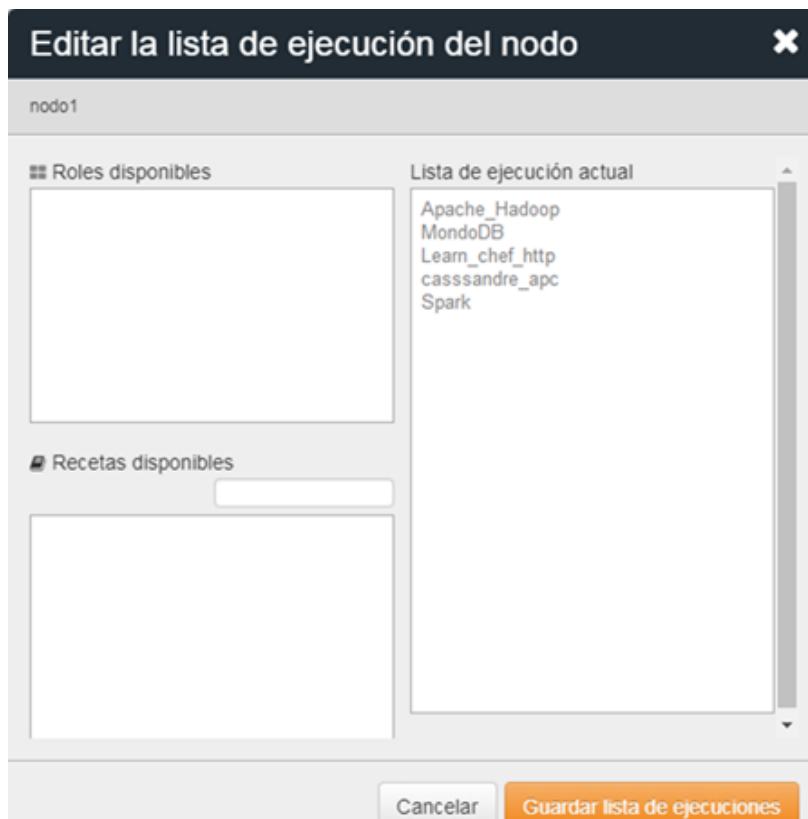 Editar la lista de ejecución del nodo
nodo1
Roles disponibles
Recetas disponibles
Lista de ejecución actual
Apache_Hadoop
MondoDB
Learn_chef_http
casssandre_apc
Spark
Cancelar
Guardar lista de ejecuciones